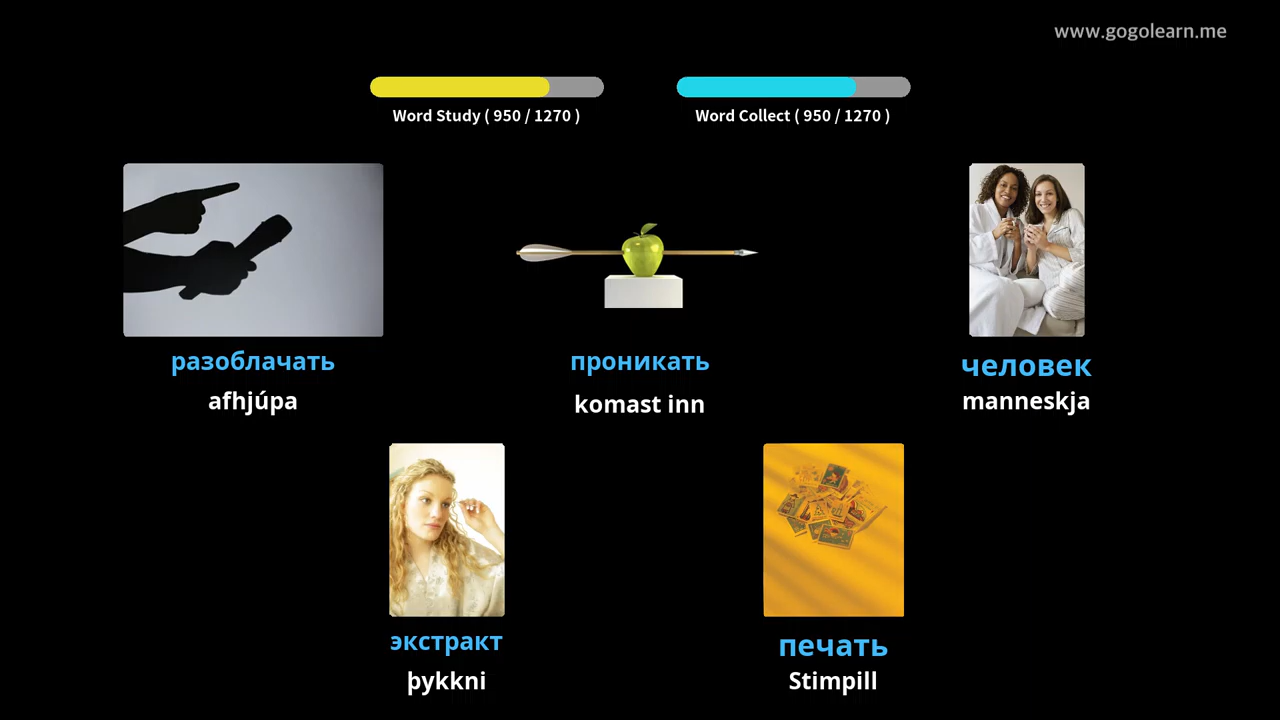 www.gogolearn.me
Word Study ( 950 / 1270 )
Word Collect ( 950 / 1270 )
разоблачать
afhjúpa
проникать
komast inn
человек
manneskja
экстракт
þykkni
печать
Stimpill